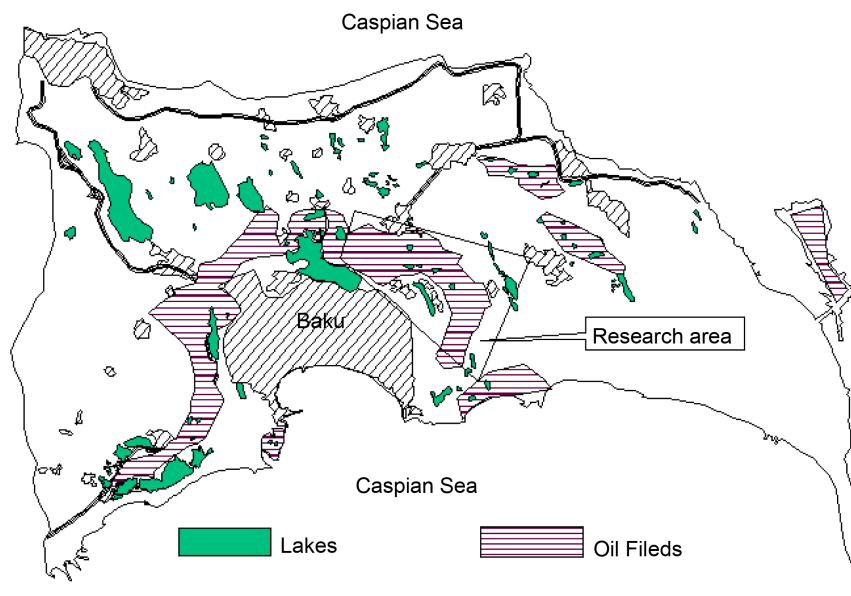 Caspian Sea
Baku
Research area
Caspian Sea
Lakes
Oil Fileds